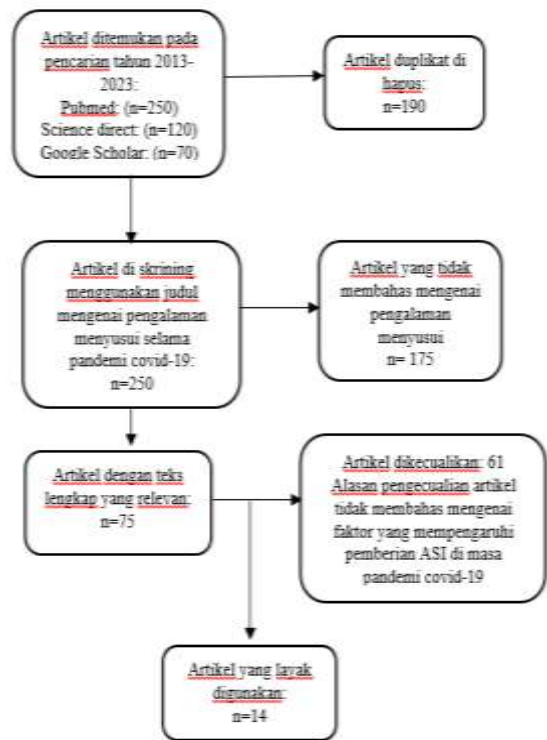 Artikel ditemukan pada
pencarian tahun 2013-
2023:
Pubmed: (n=250)
Science direct: (n=120)
Google Scholar: (n=70)
Artikel duplikat di
hapus:
n=190
Artikel di skrining
menggunakan judul
mengenai pengalaman
menyusui selama
pandemi covid-19:
n=250
Artikel yang tidak
membahas mengenai
pengalaman
menyusui
n= 175
Artikel dengan teks
lengkap yang relevan:
n=75
Artikel dikecualikan: 61
Alasan pengecualian artikel
tidak membahas mengenai
faktor yang mempengaruhi
pemberian ASI di masa
pandemi covid-19
Artikel yang layak
digunakan:
n=14